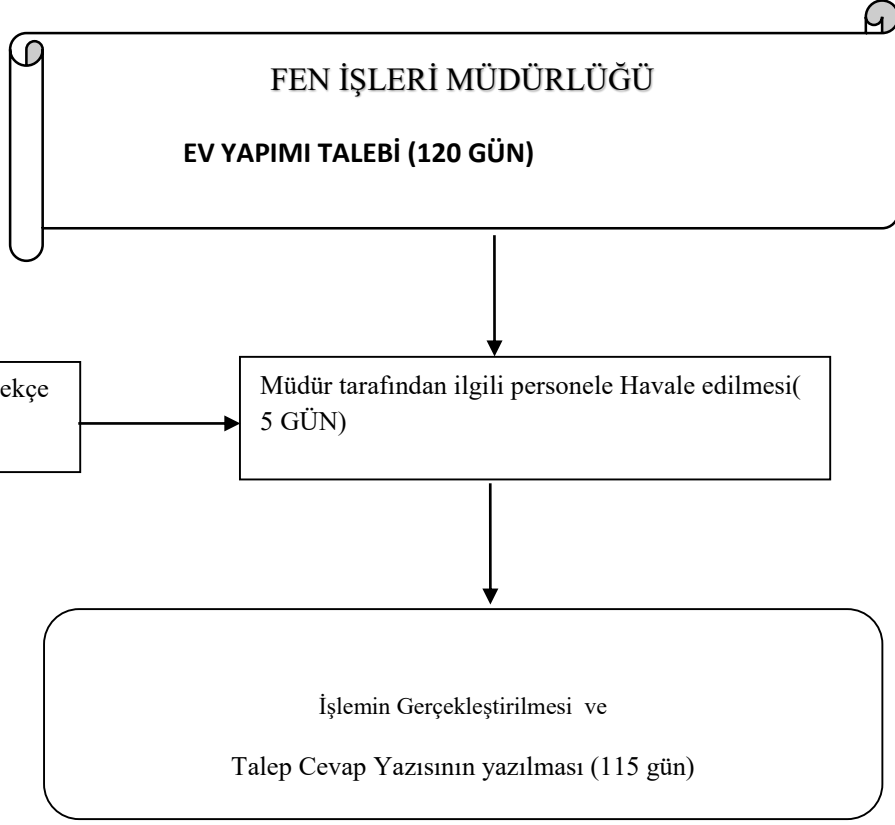 FEN İŞLERİ MÜDÜRLÜĞÜ
EV YAPIMI TALEBİ (120 GÜN)
ekçe
Müdür tarafından ilgili personele Havale edilmesi(
5 GÜN)
İşlemin Gerçekleştirilmesi ve
Talep Cevap Yazısının yazılması (115 gün)